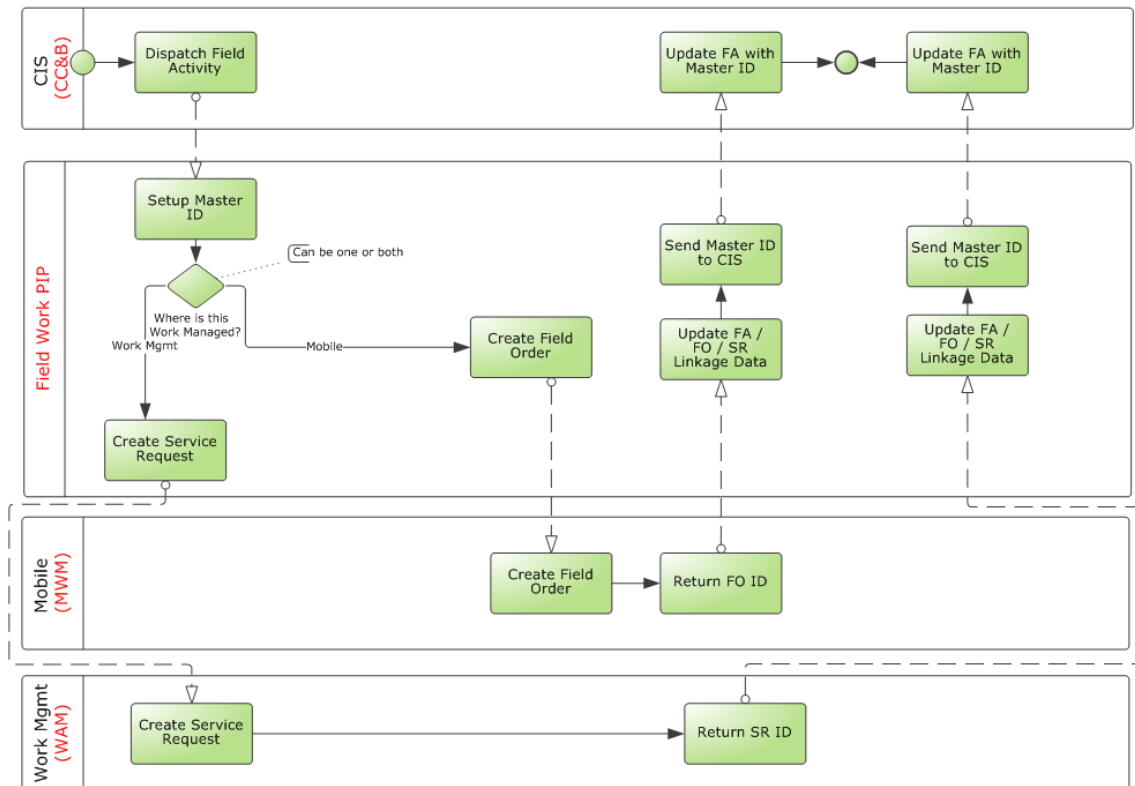 CIS
(CC&B)
Dispatch Field
Activity
Update FA with
Master ID
Update FA with
Master ID
Field Work PIP
Setup Master
ID
Can be one or both
Where is this
Work Managed?
Work Mgmt
Mobile
Create Field
Order
Send Master ID
to CIS
Send Master ID
to CIS
Update FA /
FO / SR
Linkage Data
Update FA /
FO / SR
Linkage Data
Create Service
Request
Mobile
(MWM)
Create Field
Order
Return FO ID
Work Mgmt
(WAM)
Create Service
Request
Return SR ID